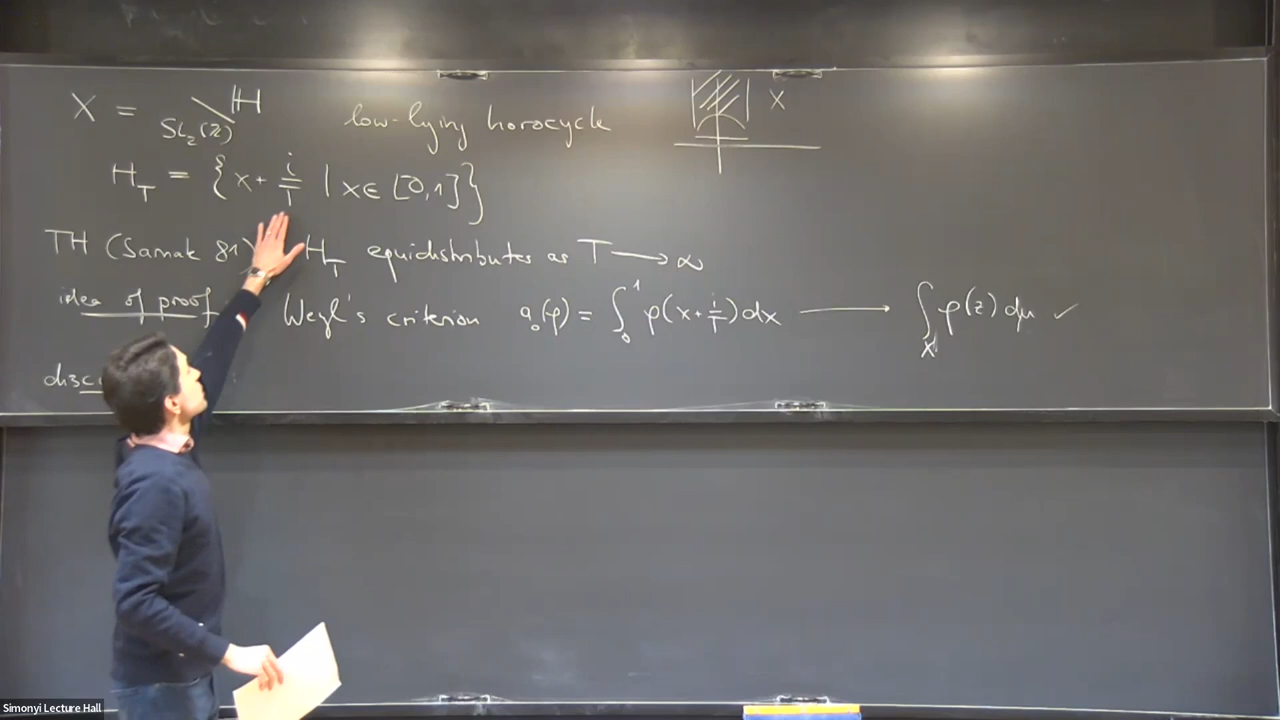 X = SL₂(ℤ)\ℍ low-lying horocycle X
H_T = { x + i/T | x ∈ [0,1] }
TH (Sarnak 81) H_T equidistributes as T → ∞
idea of proof Weyl's criterion a₀(φ) = ∫₀¹ φ(x + i/T) dx → ∫_X φ(z) dμ ✓
disc
Simonyi Lecture Hall